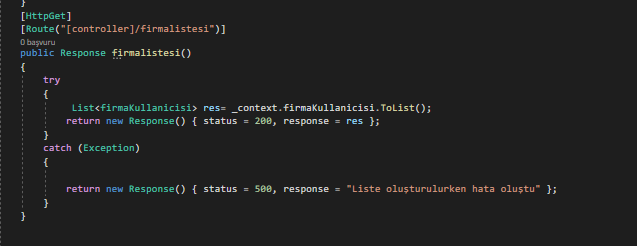 }
[HttpGet]
[Route("[controller]/firmalistesi")]
0 başvuru
public Response firmalistesi()
{
try
{
List<firmaKullanicisi> res= _context.firmaKullanicisi.ToList();
return new Response() { status = 200, response = res };
}
catch (Exception)
{
return new Response() { status = 500, response = "Liste oluşturulurken hata oluştu" };
}
}